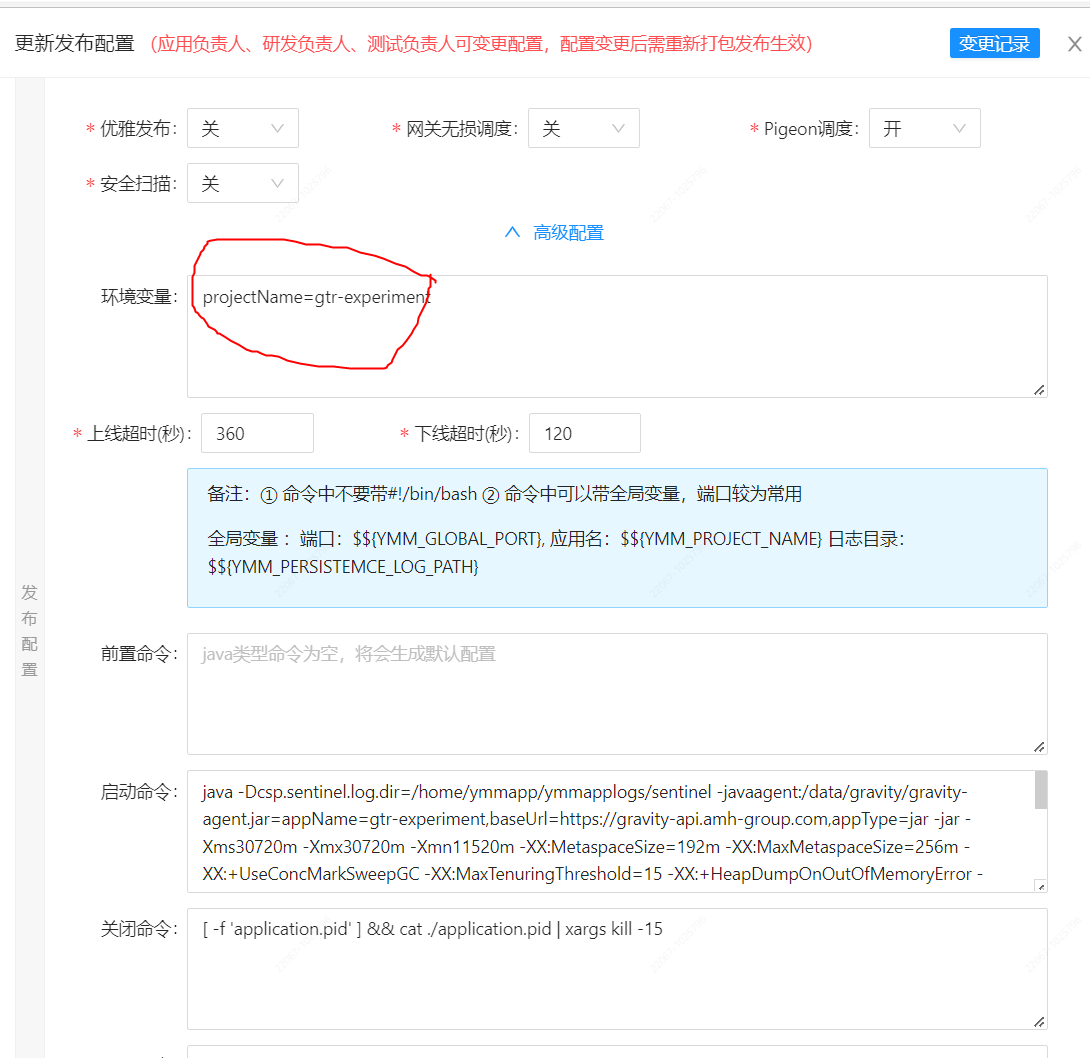 更新发布配置 (应用负责人、研发负责人、测试负责人可变更配置，配置变更后需重新打包发布生效) 变更记录
* 优雅发布: 关 * 网关无损调度: 关 * Pigeon调度: 开
* 安全扫描: 关
高级配置
环境变量: projectName=gtr-experiment
* 上线超时(秒): 360 * 下线超时(秒): 120
备注：① 命令中不要带#!/bin/bash ② 命令中可以带全局变量，端口较为常用
全局变量 ：端口：$${YMM_GLOBAL_PORT}, 应用名：$${YMM_PROJECT_NAME} 日志目录：
$${YMM_PERSISTEMCE_LOG_PATH}
发布配置
前置命令: java类型命令为空，将会生成默认配置
启动命令: java -Dcsp.sentinel.log.dir=/home/ymmapp/ymmapplogs/sentinel -javaagent:/data/gravity/gravity-
agent.jar=appName=gtr-experiment,baseUrl=https://gravity-api.amh-group.com,appType=jar -jar -
Xms30720m -Xmx30720m -Xmn11520m -XX:MetaspaceSize=192m -XX:MaxMetaspaceSize=256m -
XX:+UseConcMarkSweepGC -XX:MaxTenuringThreshold=15 -XX:+HeapDumpOnOutOfMemoryError -
关闭命令: [ -f 'application.pid' ] && cat ./application.pid | xargs kill -15